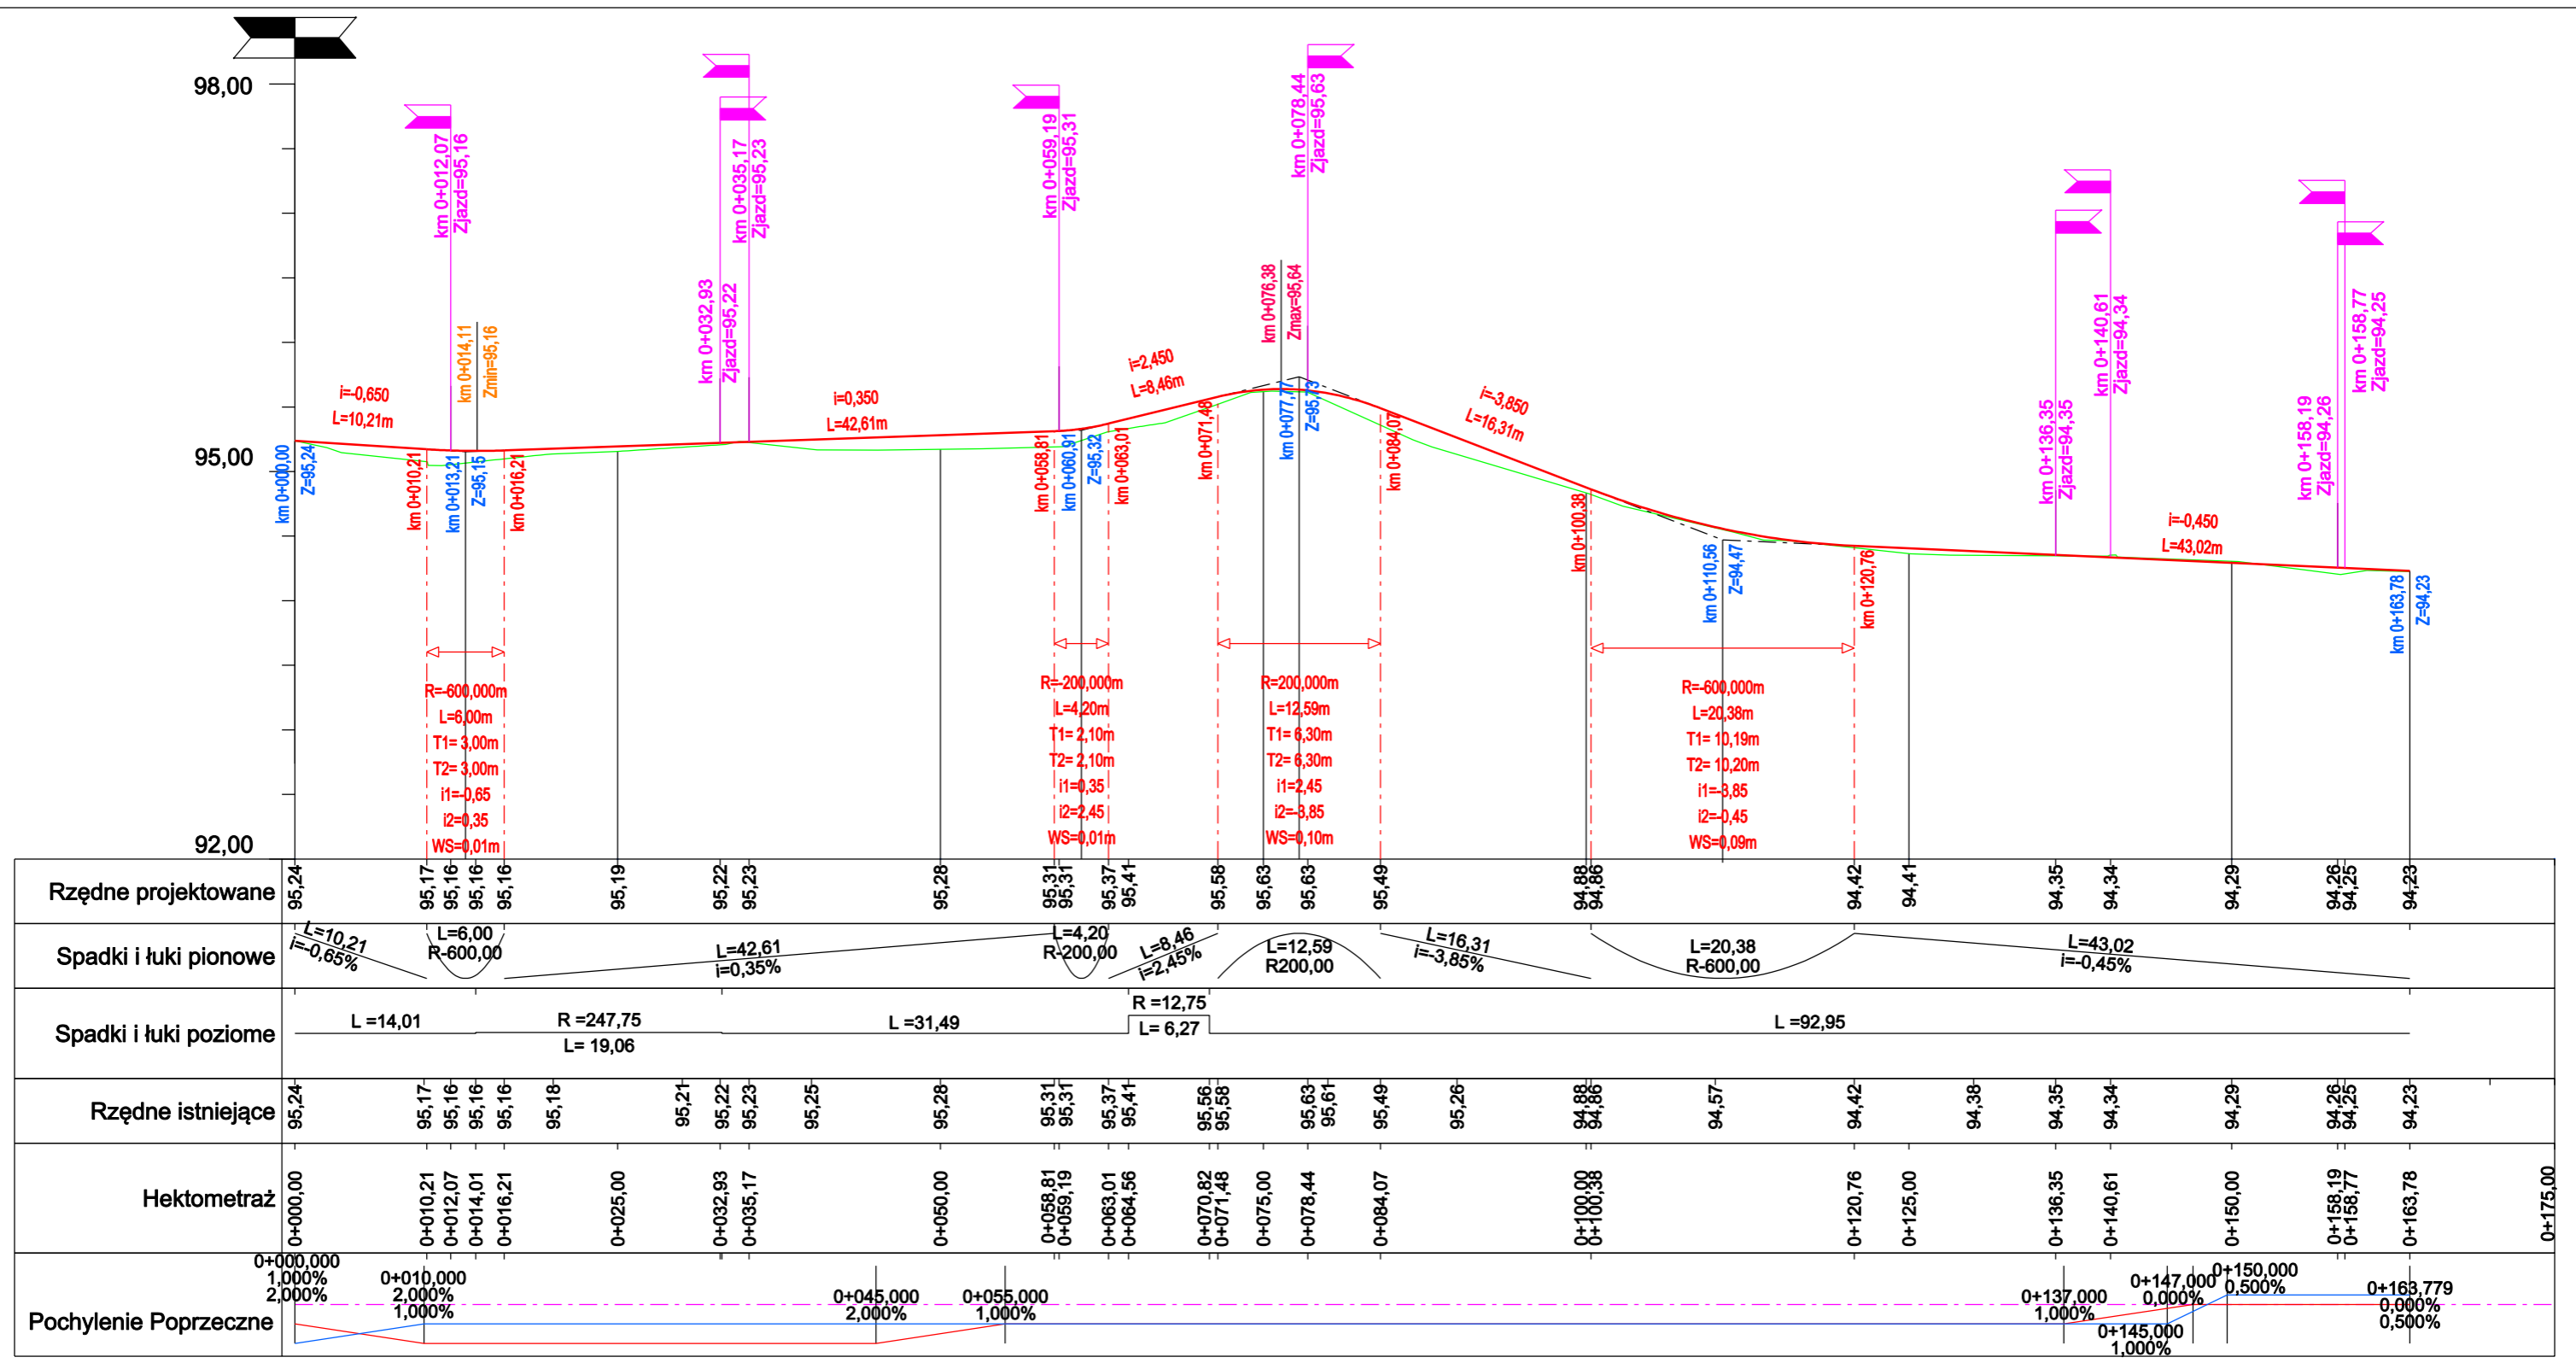 98,00
95,00
92,00
km 0+012,07
Zjazd=95,16
km 0+032,93
Zjazd=95,22
km 0+035,17
Zjazd=95,23
km 0+059,19
Zjazd=95,31
km 0+078,44
Zjazd=95,63
km 0+136,35
Zjazd=94,35
km 0+140,61
Zjazd=94,34
km 0+158,19
Zjazd=94,26
km 0+158,77
Zjazd=94,25
km 0+014,11
Zmin=95,16
km 0+076,38
Zmax=95,64
i=-0,650
L=10,21m
i=0,350
L=42,61m
i=2,450
L=8,46m
i=-3,850
L=16,31m
i=-0,450
L=43,02m
km 0+000,00
Z=95,24
km 0+010,21
km 0+013,21
Z=95,15
km 0+016,21
km 0+058,81
km 0+060,91
Z=95,32
km 0+063,01
km 0+071,48
km 0+077,77
Z=95,73
km 0+084,07
km 0+100,38
km 0+110,56
Z=94,47
km 0+120,76
km 0+163,78
Z=94,23
R=-600,000m
L=6,00m
T1= 3,00m
T2= 3,00m
i1=-0,65
i2=0,35
WS=0,01m
R=-200,000m
L=4,20m
T1= 2,10m
T2= 2,10m
i1=0,35
i2=2,45
WS=0,01m
R=200,000m
L=12,59m
T1= 6,30m
T2= 6,30m
i1=2,45
i2=-3,85
WS=0,10m
R=-600,000m
L=20,38m
T1= 10,19m
T2= 10,20m
i1=-3,85
i2=-0,45
WS=0,09m
Rzędne projektowane
95,24
95,17
95,16
95,16
95,16
95,19
95,22
95,23
95,28
95,31
95,31
95,37
95,41
95,58
95,63
95,63
95,49
94,88
94,86
94,42
94,41
94,35
94,34
94,29
94,26
94,25
94,23
Spadki i łuki pionowe
L=10,21
i=-0,65%
L=6,00
R-600,00
L=42,61
i=0,35%
L=4,20
R-200,00
L=8,46
i=2,45%
L=12,59
R200,00
L=16,31
i=-3,85%
L=20,38
R-600,00
L=43,02
i=-0,45%
Spadki i łuki poziome
L =14,01
R =247,75
L= 19,06
L =31,49
R =12,75
L= 6,27
L =92,95
Rzędne istniejące
95,24
95,17
95,16
95,16
95,16
95,18
95,21
95,22
95,23
95,25
95,28
95,31
95,31
95,37
95,41
95,56
95,58
95,63
95,61
95,49
95,26
94,88
94,86
94,57
94,42
94,38
94,35
94,34
94,29
94,26
94,25
94,23
Hektometraż
0+000,00
0+010,21
0+012,07
0+014,01
0+016,21
0+025,00
0+032,93
0+035,17
0+050,00
0+058,81
0+059,19
0+063,01
0+064,56
0+070,82
0+071,48
0+075,00
0+078,44
0+084,07
0+100,00
0+100,38
0+120,76
0+125,00
0+136,35
0+140,61
0+150,00
0+158,19
0+158,77
0+163,78
0+175,00
Pochylenie Poprzeczne
0+000,000
1,000%
2,000%
0+010,000
2,000%
1,000%
0+045,000
2,000%
0+055,000
1,000%
0+137,000
1,000%
0+145,000
1,000%
0+147,000
0,000%
0+150,000
0,500%
0+163,779
0,000%
0,500%